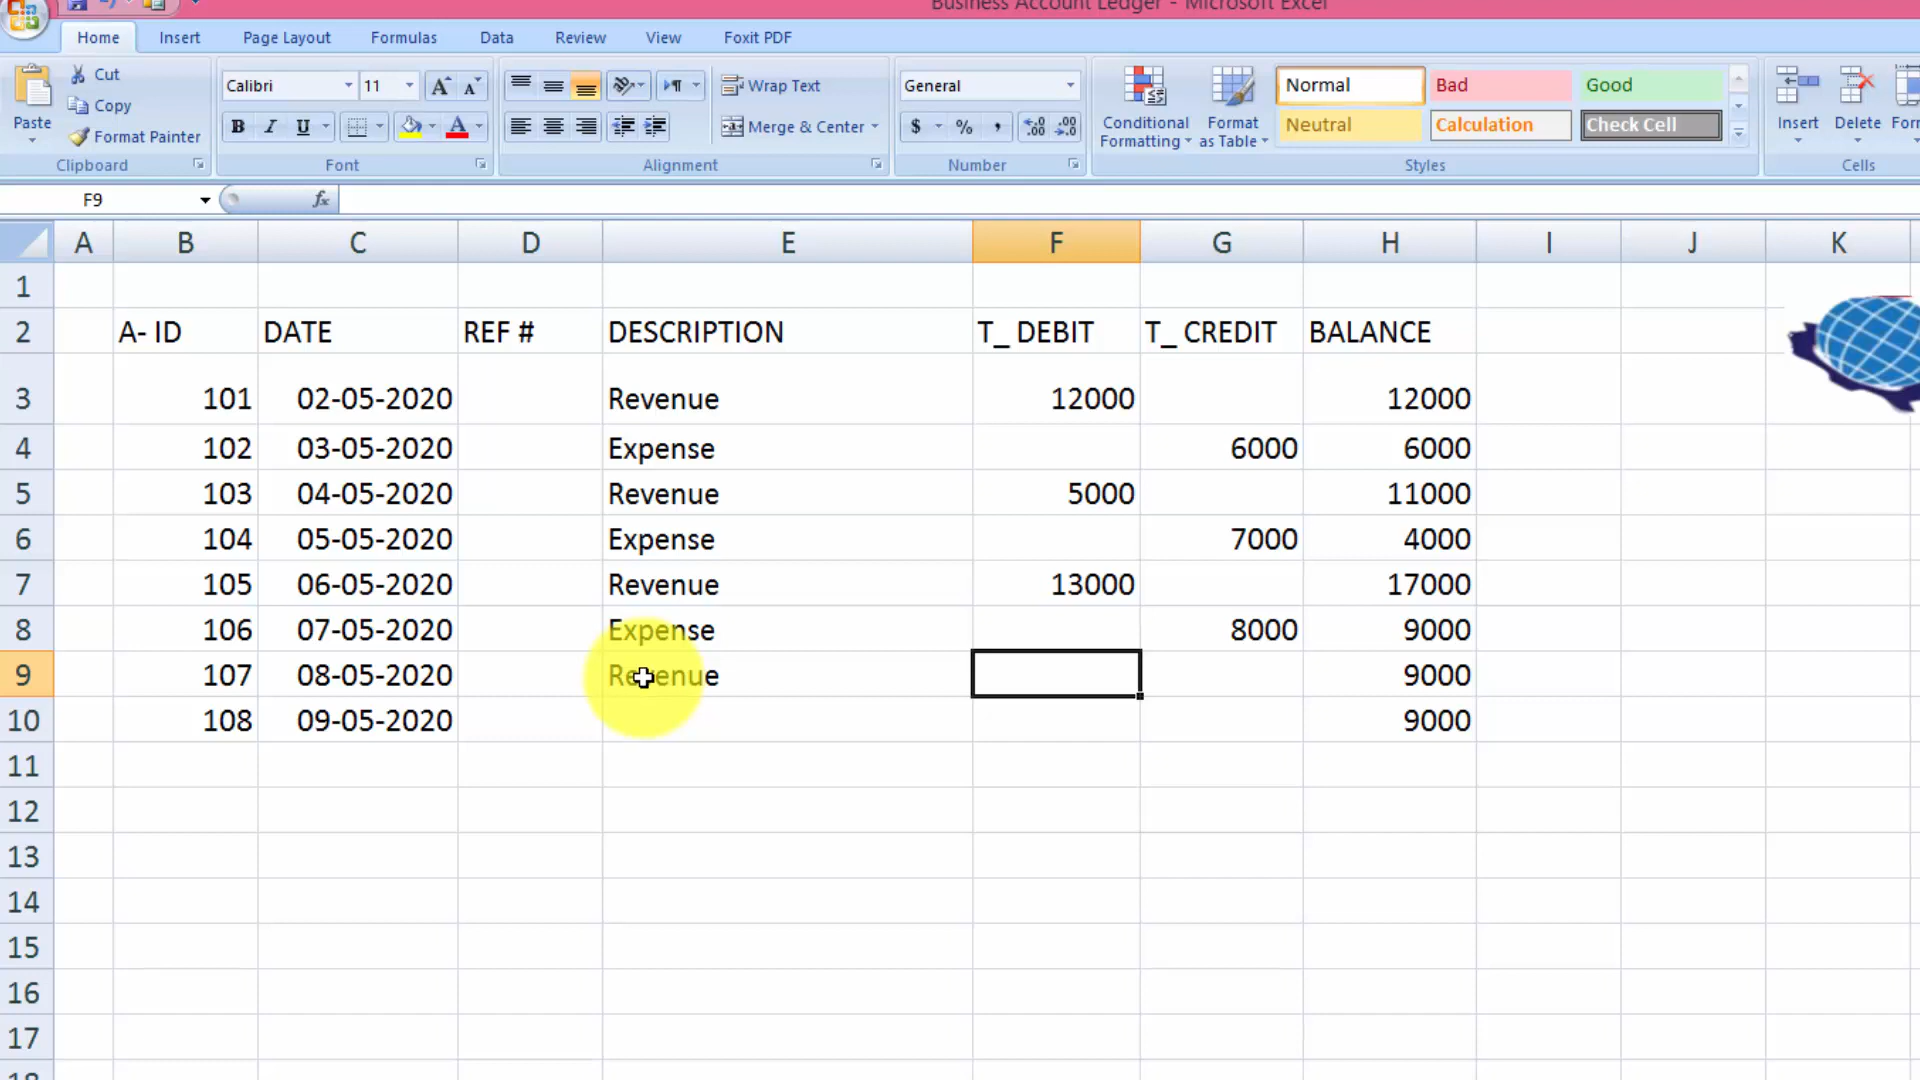 Business Account Ledger - Microsoft Excel
Home Insert Page Layout Formulas Data Review View Foxit PDF
Paste Cut Copy Format Painter
Calibri 11
B I U
Wrap Text
Merge & Center
General
$ % ,
Conditional Formatting Format as Table
Normal Bad Good
Neutral Calculation Check Cell
Insert Delete
Clipboard Font Alignment Number Styles Cells
F9 fx
A B C D E F G H I J K
1
2 A- ID DATE REF # DESCRIPTION T_ DEBIT T_ CREDIT BALANCE
3 101 02-05-2020 Revenue 12000 12000
4 102 03-05-2020 Expense 6000 6000
5 103 04-05-2020 Revenue 5000 11000
6 104 05-05-2020 Expense 7000 4000
7 105 06-05-2020 Revenue 13000 17000
8 106 07-05-2020 Expense 8000 9000
9 107 08-05-2020 Revenue 9000
10 108 09-05-2020 9000
11
12
13
14
15
16
17
18